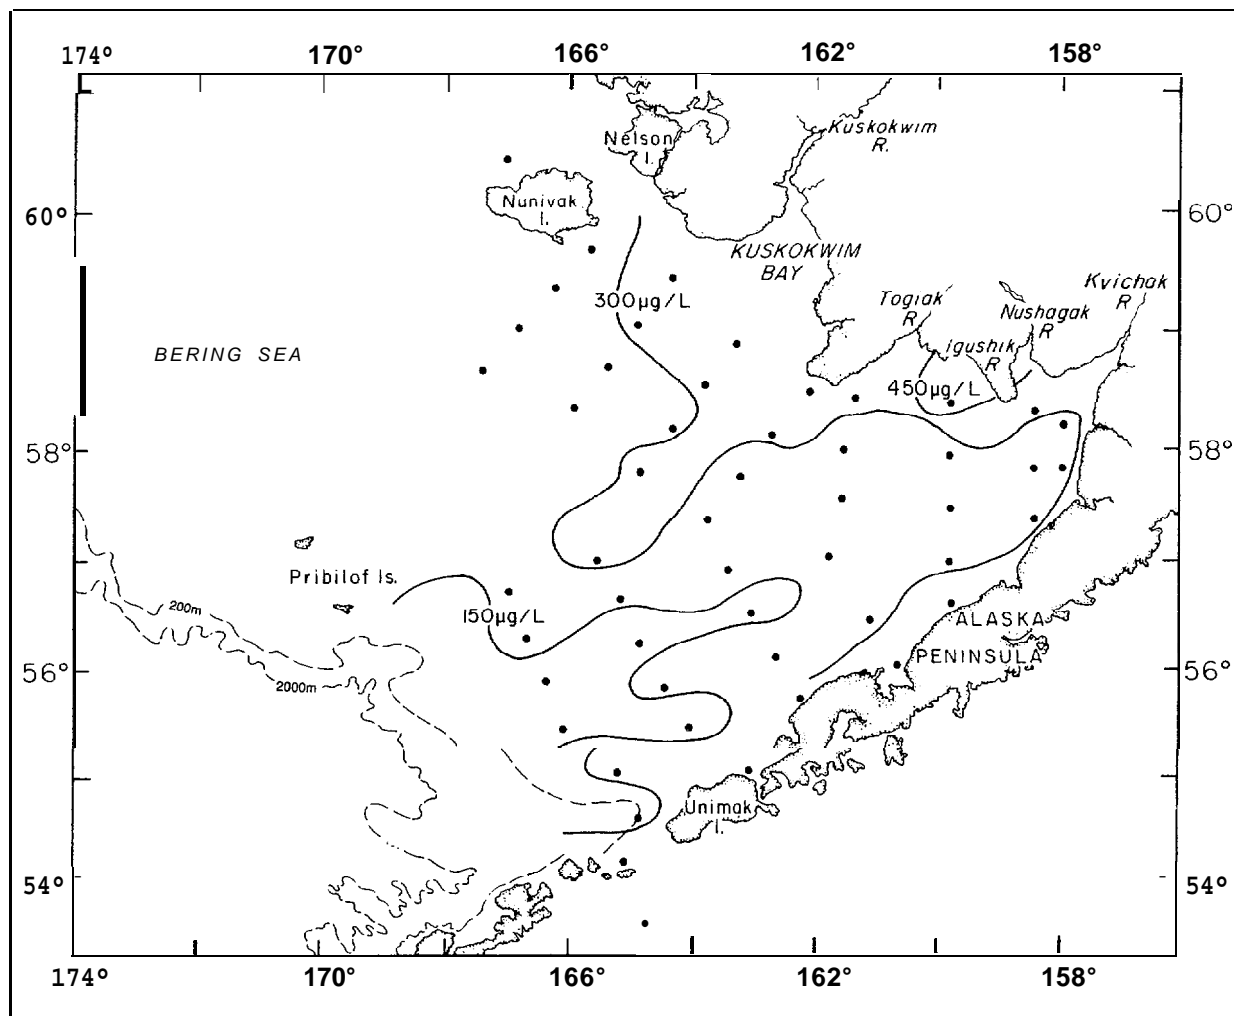 174° 170° 166° 162° 158°
Nelson
I.
Kuskokwim
R.
Nunivak
I.
60° 60°
KUSKOKWIM
BAY
300µg/L
Togiak
R
Kvichak
R
Nushagak
R
BERING SEA
igushik
R
450µg/L
58° 58°
Pribilof Is.
200m
150µg/L
ALASKA
PENINSULA
56° 56°
2000m
Unimak
I.
54° 54°
174° 170° 166° 162° 158°